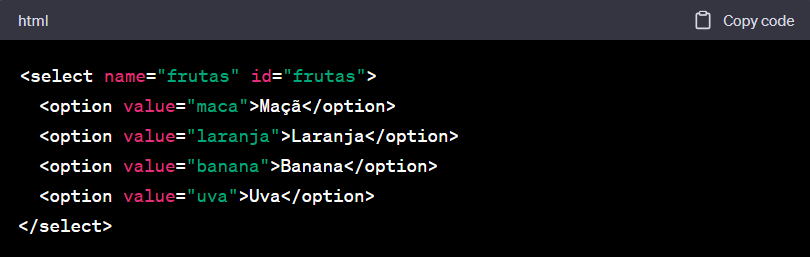 html
Copy code
<select name="frutas" id="frutas">
  <option value="maca">Maçã</option>
  <option value="laranja">Laranja</option>
  <option value="banana">Banana</option>
  <option value="uva">Uva</option>
</select>